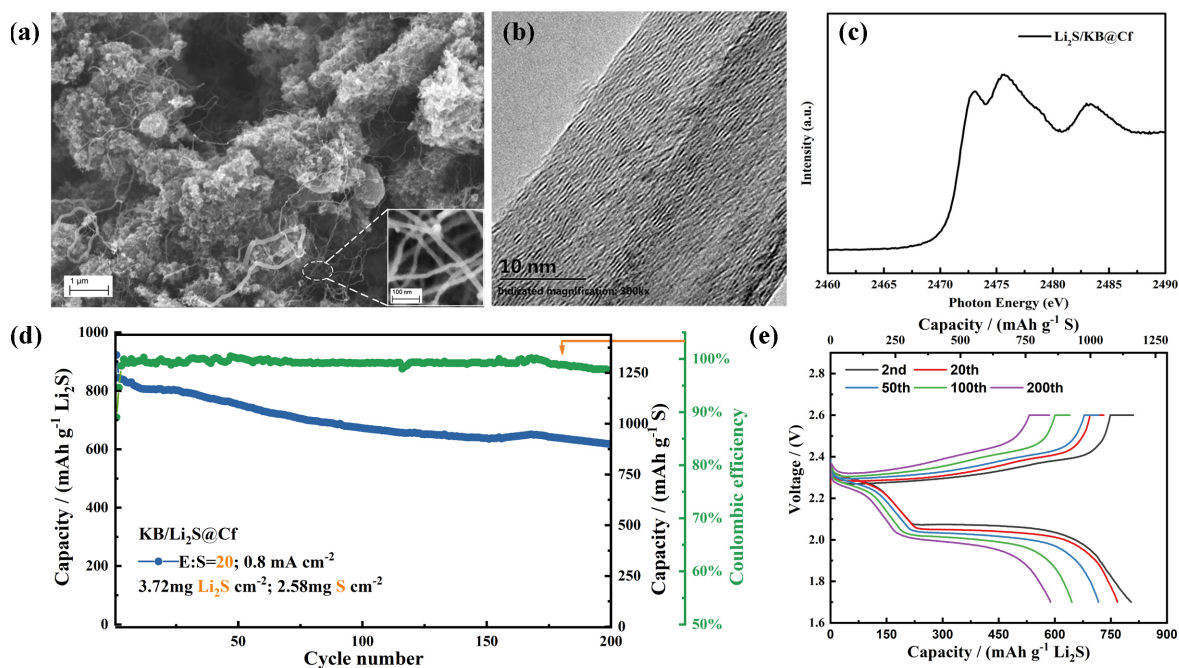 (a)
1 µm
100 nm
(b)
10 nm
Indicated magnification: 300kx
(c)
Li₂S/KB@Cf
Intensity (a.u.)
2460 2465 2470 2475 2480 2485 2490
Photon Energy (eV)
(d)
Capacity / (mAh g⁻¹ Li₂S)
1000
800
600
400
200
0
KB/Li₂S@Cf
E:S=20; 0.8 mA cm⁻²
3.72mg Li₂S cm⁻²; 2.58mg S cm⁻²
50 100 150 200
Cycle number
1250
1000
750
500
250
0
Capacity / (mAh g⁻¹ S)
100%
90%
80%
70%
60%
50%
Coulombic efficiency
Capacity / (mAh g⁻¹ S)
0 250 500 750 1000 1250
(e)
2nd 20th
50th 100th 200th
Voltage / (V)
2.8
2.6
2.4
2.2
2.0
1.8
1.6
0 150 300 450 600 750 900
Capacity / (mAh g⁻¹ Li₂S)